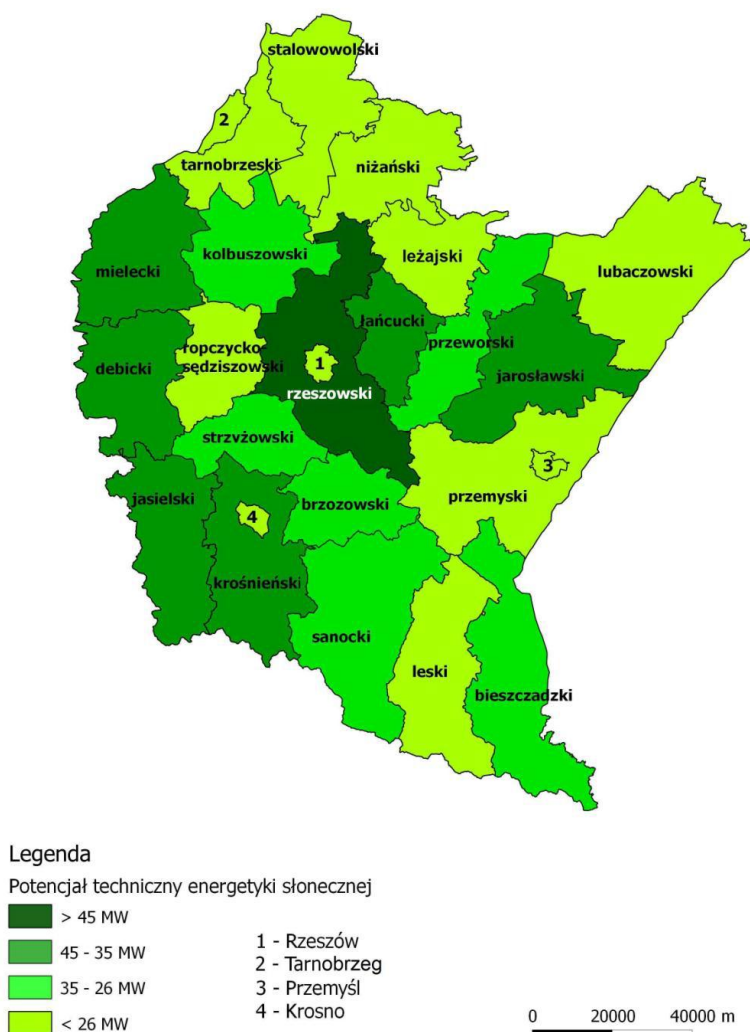 stalowowolski
2
tarnobrzeski
niżański
kolbuszowski
leżajski
lubaczowski
mielecki
łańcucki
ropczycko-
sędziszowski
przeworski
debicki
1
jarosławski
rzeszowski
strzyżowski
3
jasielski
brzozowski
przemyski
4
krośnieński
sanocki
leski
bieszczadzki
Legenda
Potencjał techniczny energetyki słonecznej
> 45 MW
45 - 35 MW
35 - 26 MW
< 26 MW
1 - Rzeszów
2 - Tarnobrzeg
3 - Przemyśl
4 - Krosno
0 20000 40000 m